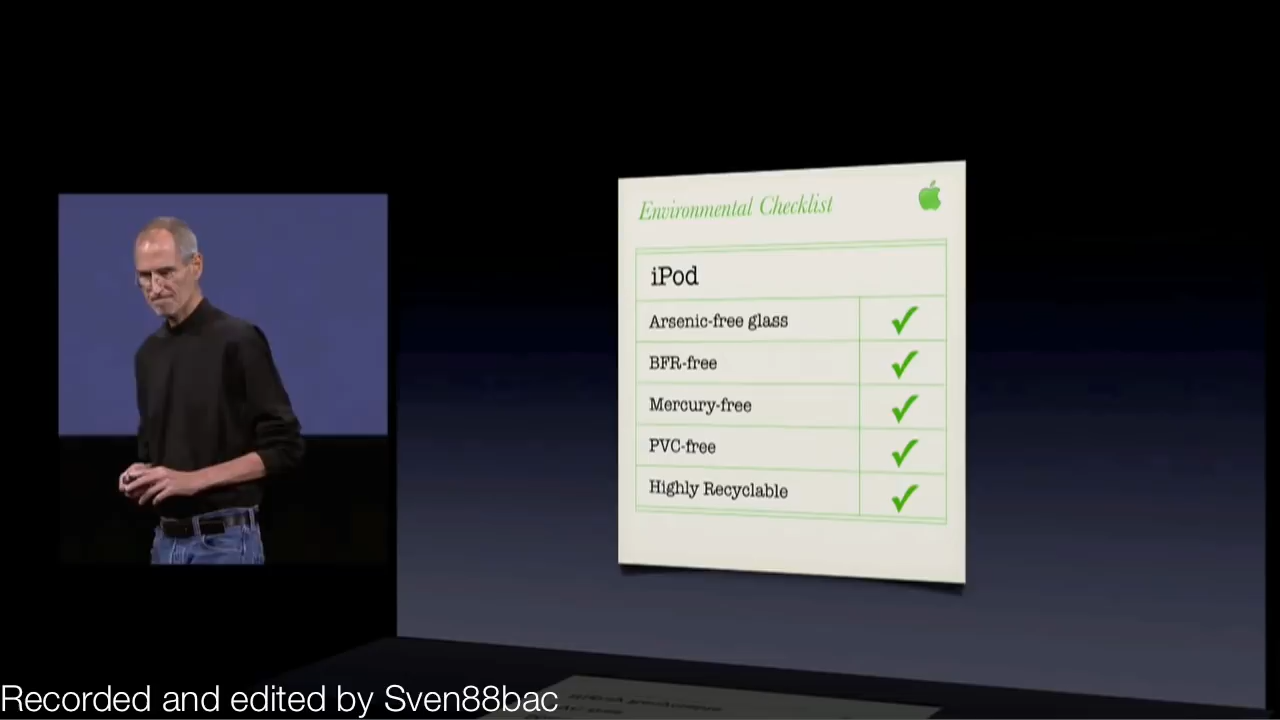 Environmental Checklist
iPod
Arsenic-free glass
BFR-free
Mercury-free
PVC-free
Highly Recyclable
Recorded and edited by Sven88bac